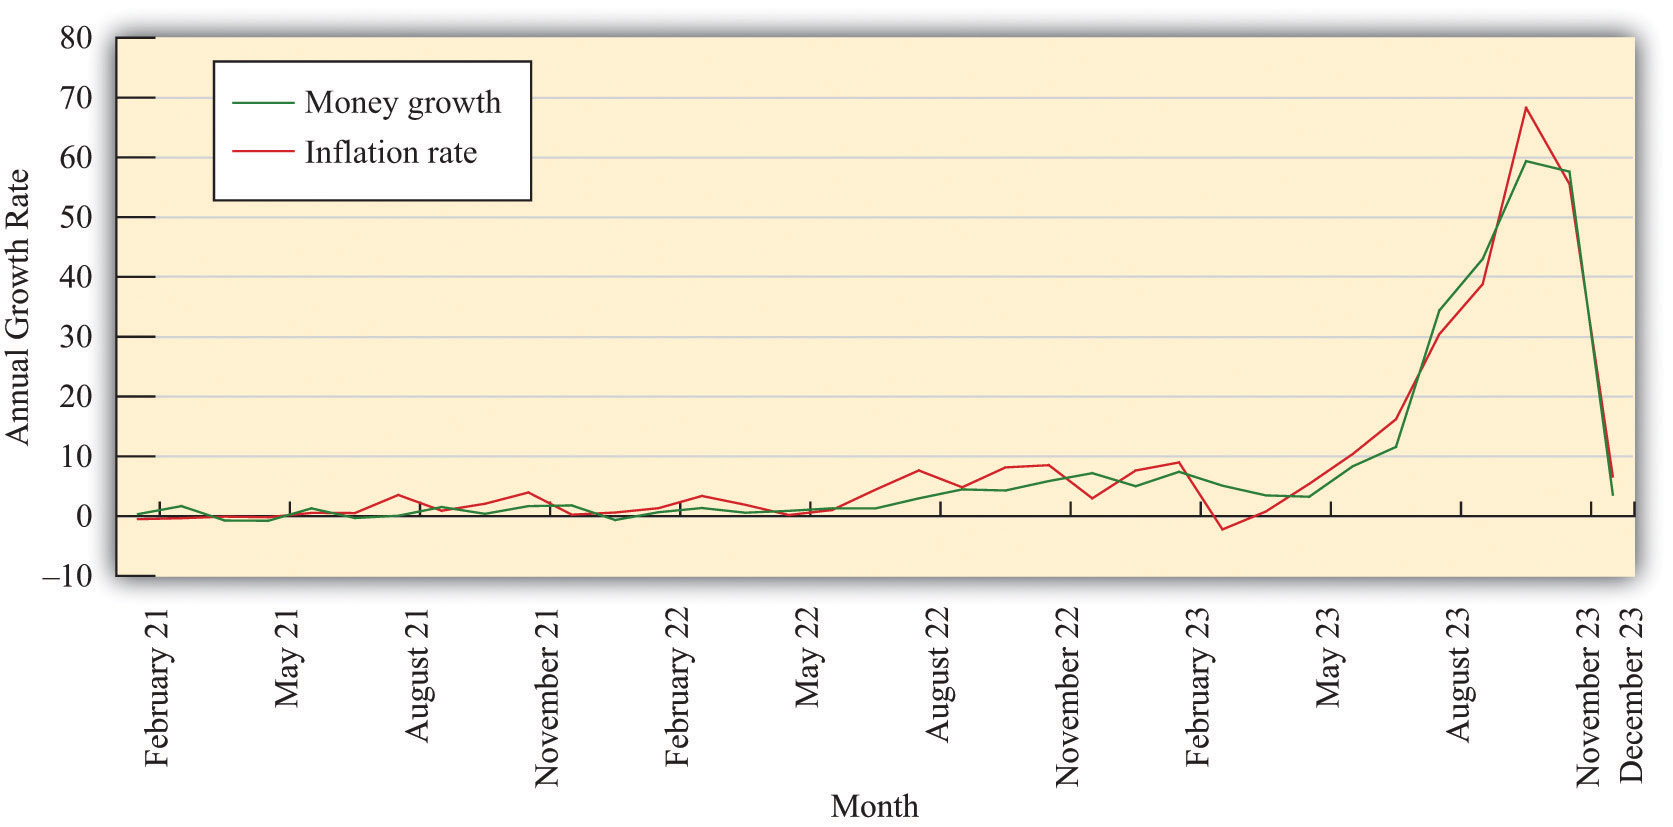 80
70
60
50
40
30
20
10
0
–10
Annual Growth Rate
Money growth
Inflation rate
February 21
May 21
August 21
November 21
February 22
May 22
August 22
November 22
February 23
May 23
August 23
November 23
December 23
Month